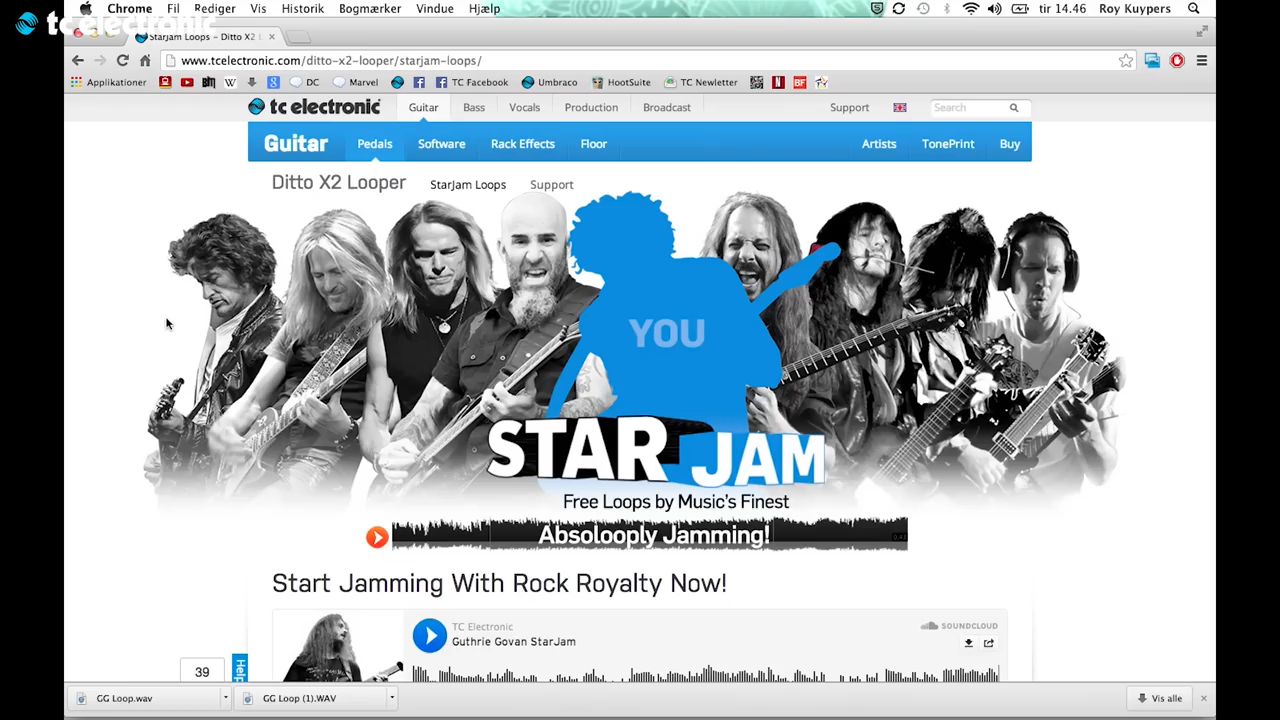 Chrome Fil Rediger Vis Historik Bogmærker Vindue Hjælp tir 14.46 Roy Kuypers
tc electronic
Starjam Loops – Ditto X2 L
www.tcelectronic.com/ditto-x2-looper/starjam-loops/
Applikationer DC Marvel TC Facebook Umbraco HootSuite TC Newletter BF
tc electronic Guitar Bass Vocals Production Broadcast Support Search
Guitar Pedals Software Rack Effects Floor Artists TonePrint Buy
Ditto X2 Looper StarJam Loops Support
YOU
STAR JAM
Free Loops by Music's Finest
Absolooply Jamming!
Start Jamming With Rock Royalty Now!
TC Electronic SOUNDCLOUD
Guthrie Govan StarJam
39 Help
GG Loop.wav GG Loop (1).WAV Vis alle